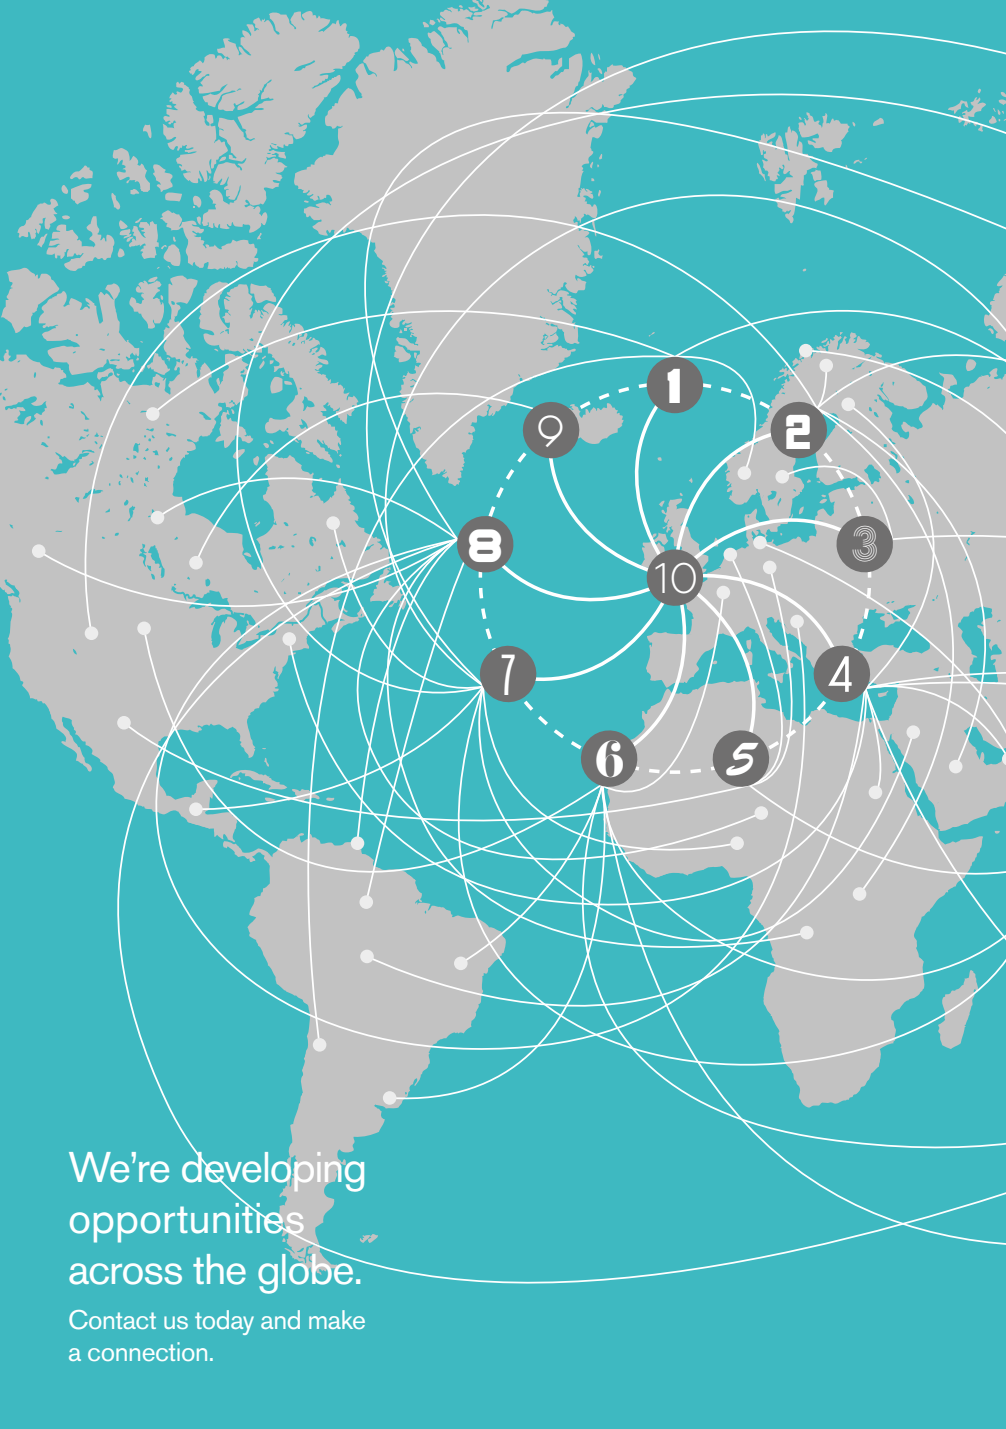 1
2
9
3
8
10
7
4
6
5
We're developing
opportunities
across the globe.
Contact us today and make
a connection.